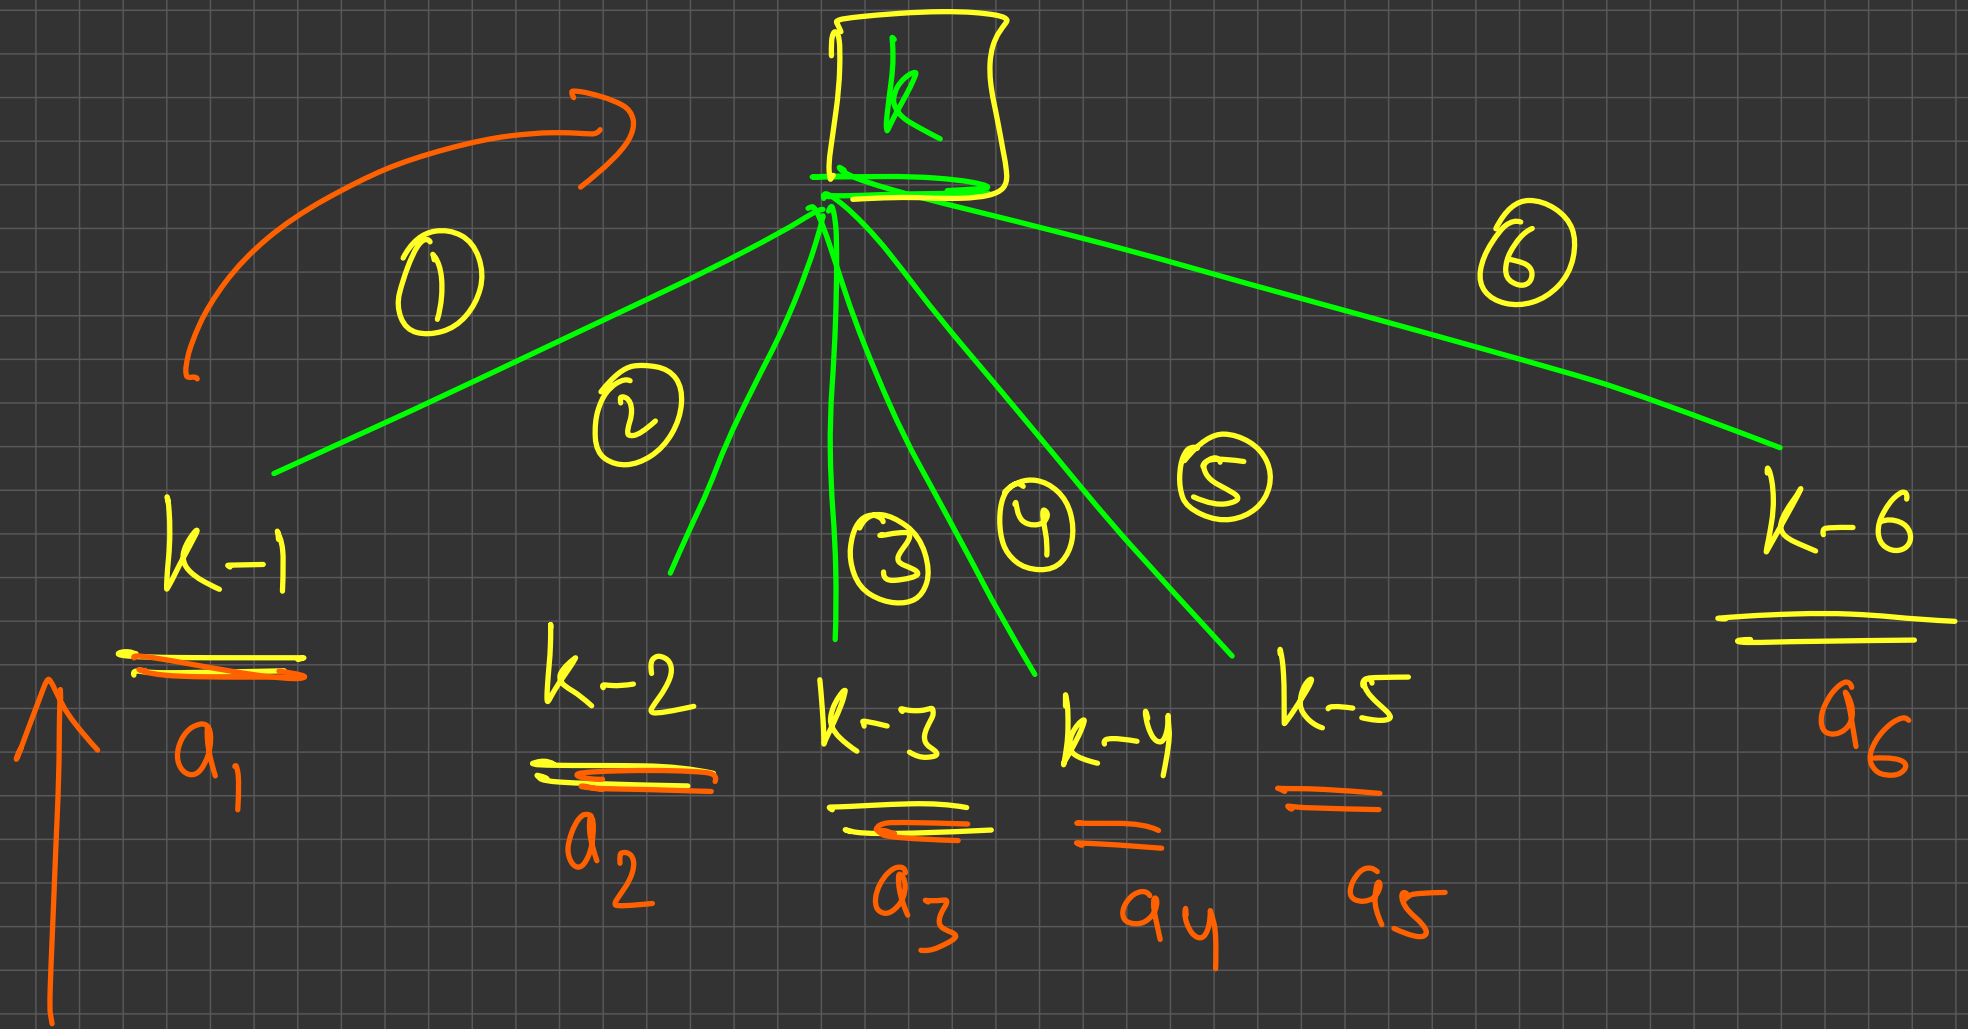 k
① ② ③ ④ ⑤ ⑥
k-1 k-2 k-3 k-4 k-5 k-6
a1 a2 a3 a4 a5 a6